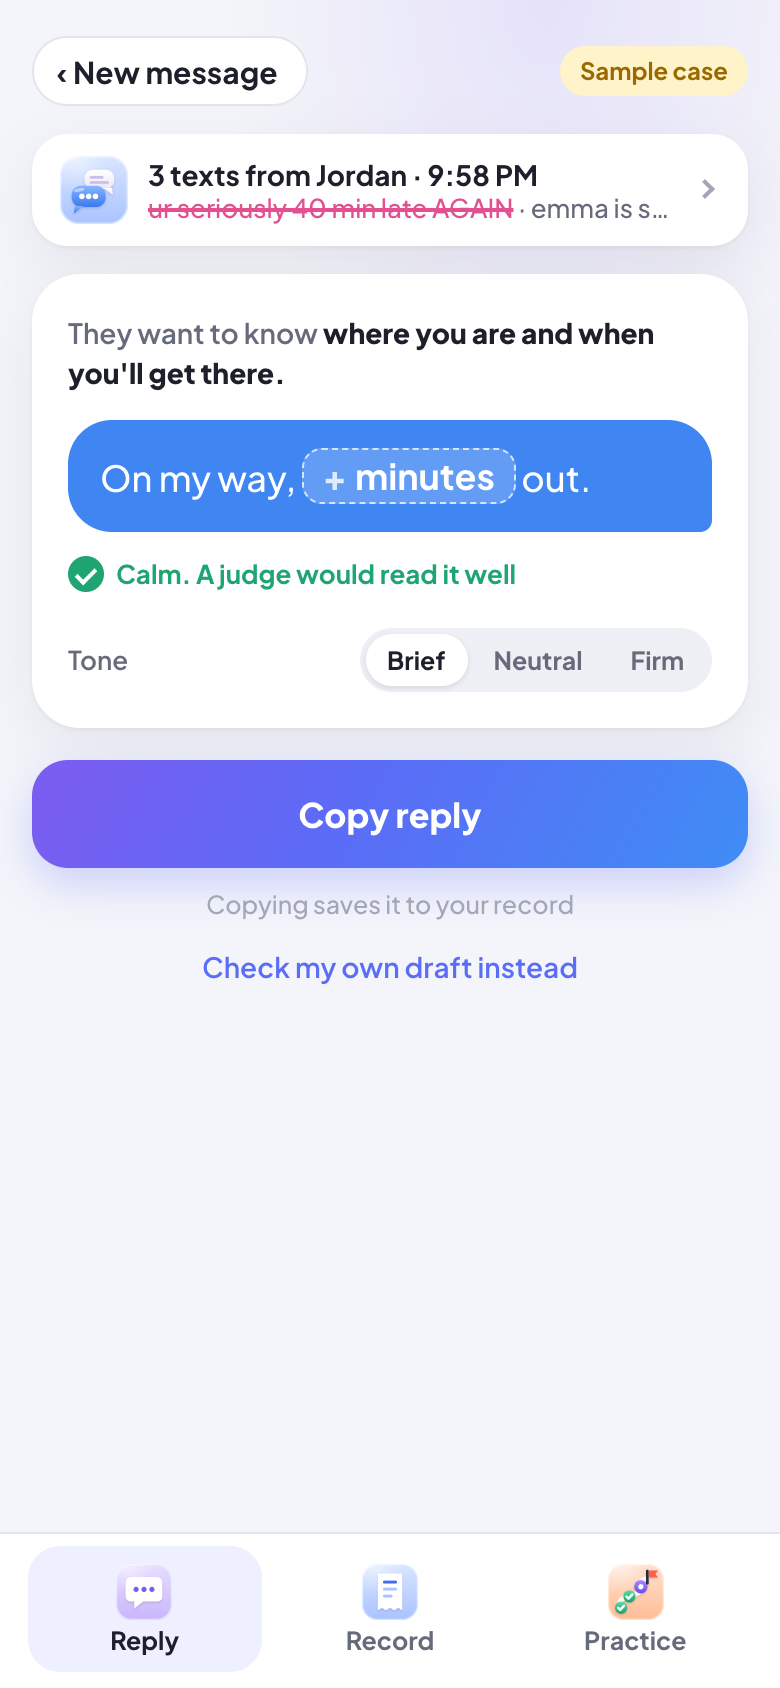 ‹ New message
Sample case
3 texts from Jordan · 9:58 PM
ur seriously 40 min late AGAIN · emma is s...
They want to know where you are and when
you'll get there.
On my way, + minutes out.
Calm. A judge would read it well
Tone
Brief
Neutral
Firm
Copy reply
Copying saves it to your record
Check my own draft instead
Reply
Record
Practice